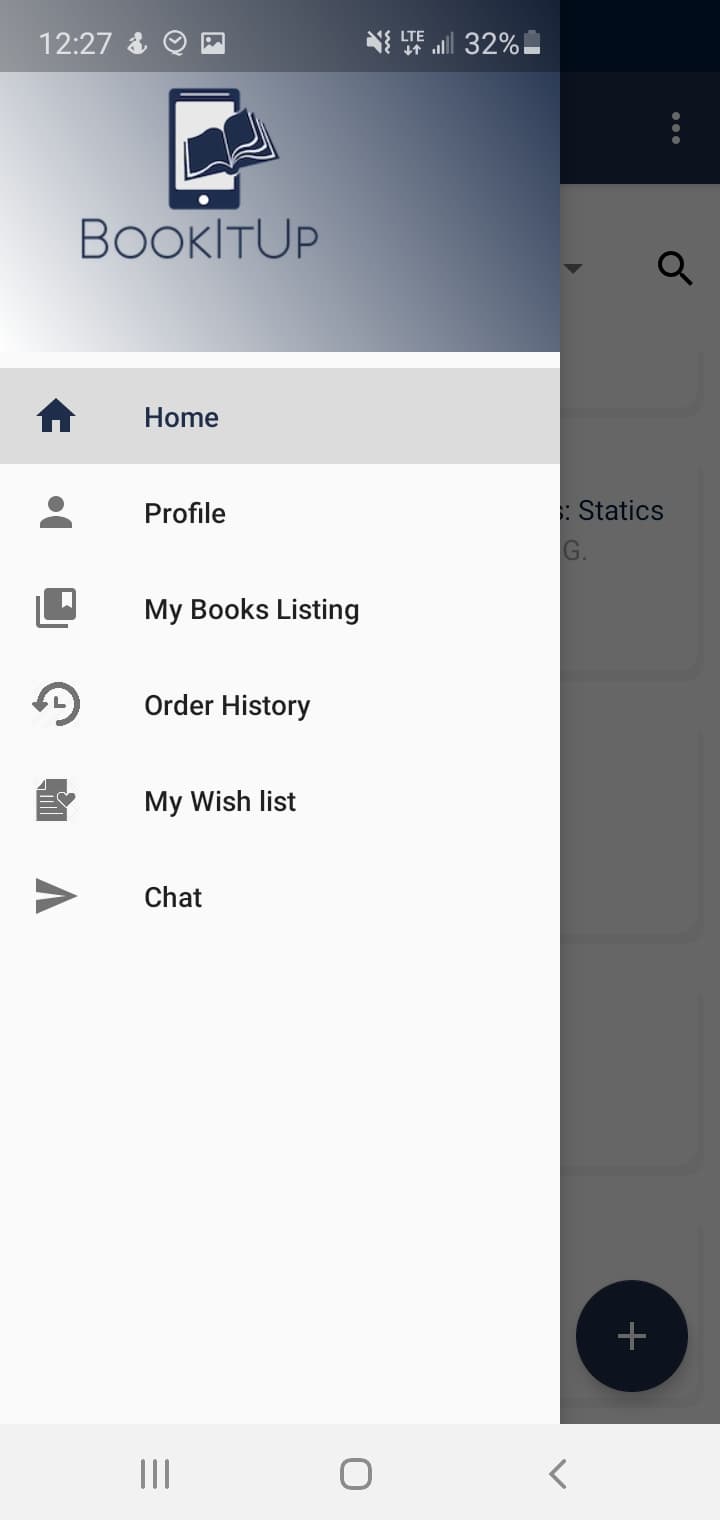 12:27 LTE 32%
BOOKITUP
Home
Profile
: Statics
G.
My Books Listing
Order History
My Wish list
Chat